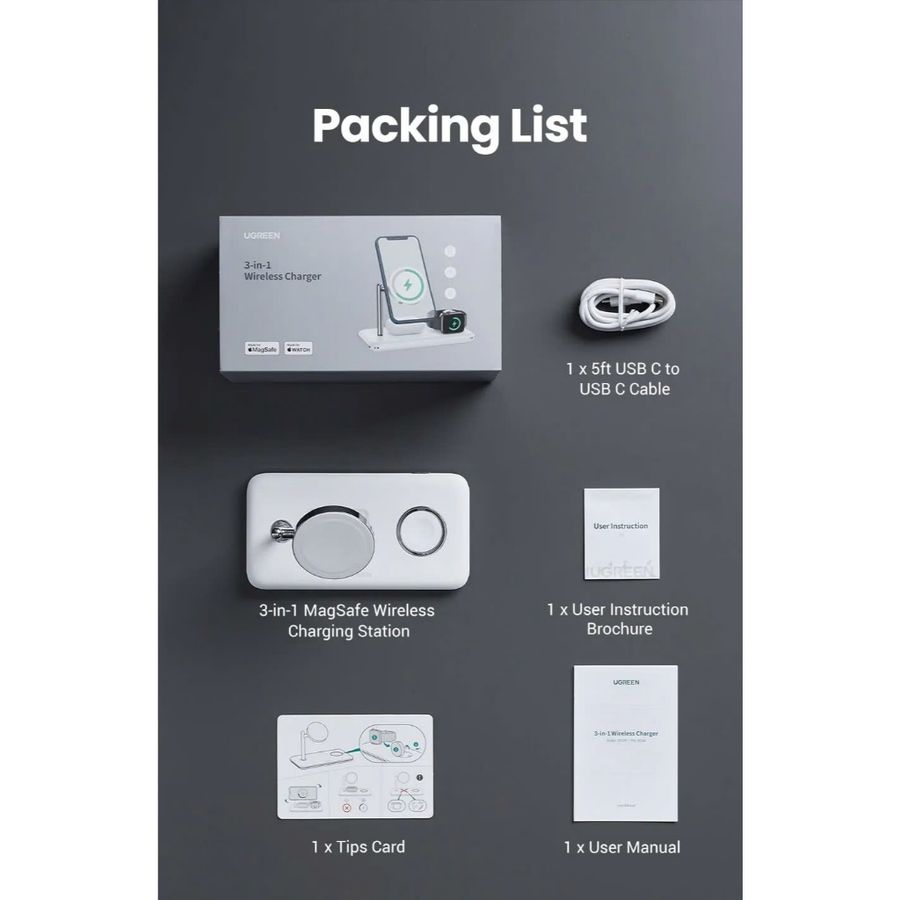 Packing List
UGREEN
3-in-1
Wireless Charger
MagSafe
WATCH
1 x 5ft USB C to
USB C Cable
User Instruction
UGREEN
3-in-1 MagSafe Wireless
Charging Station
1 x User Instruction
Brochure
UGREEN
3-in-1 Wireless Charger
1 x Tips Card
1 x User Manual